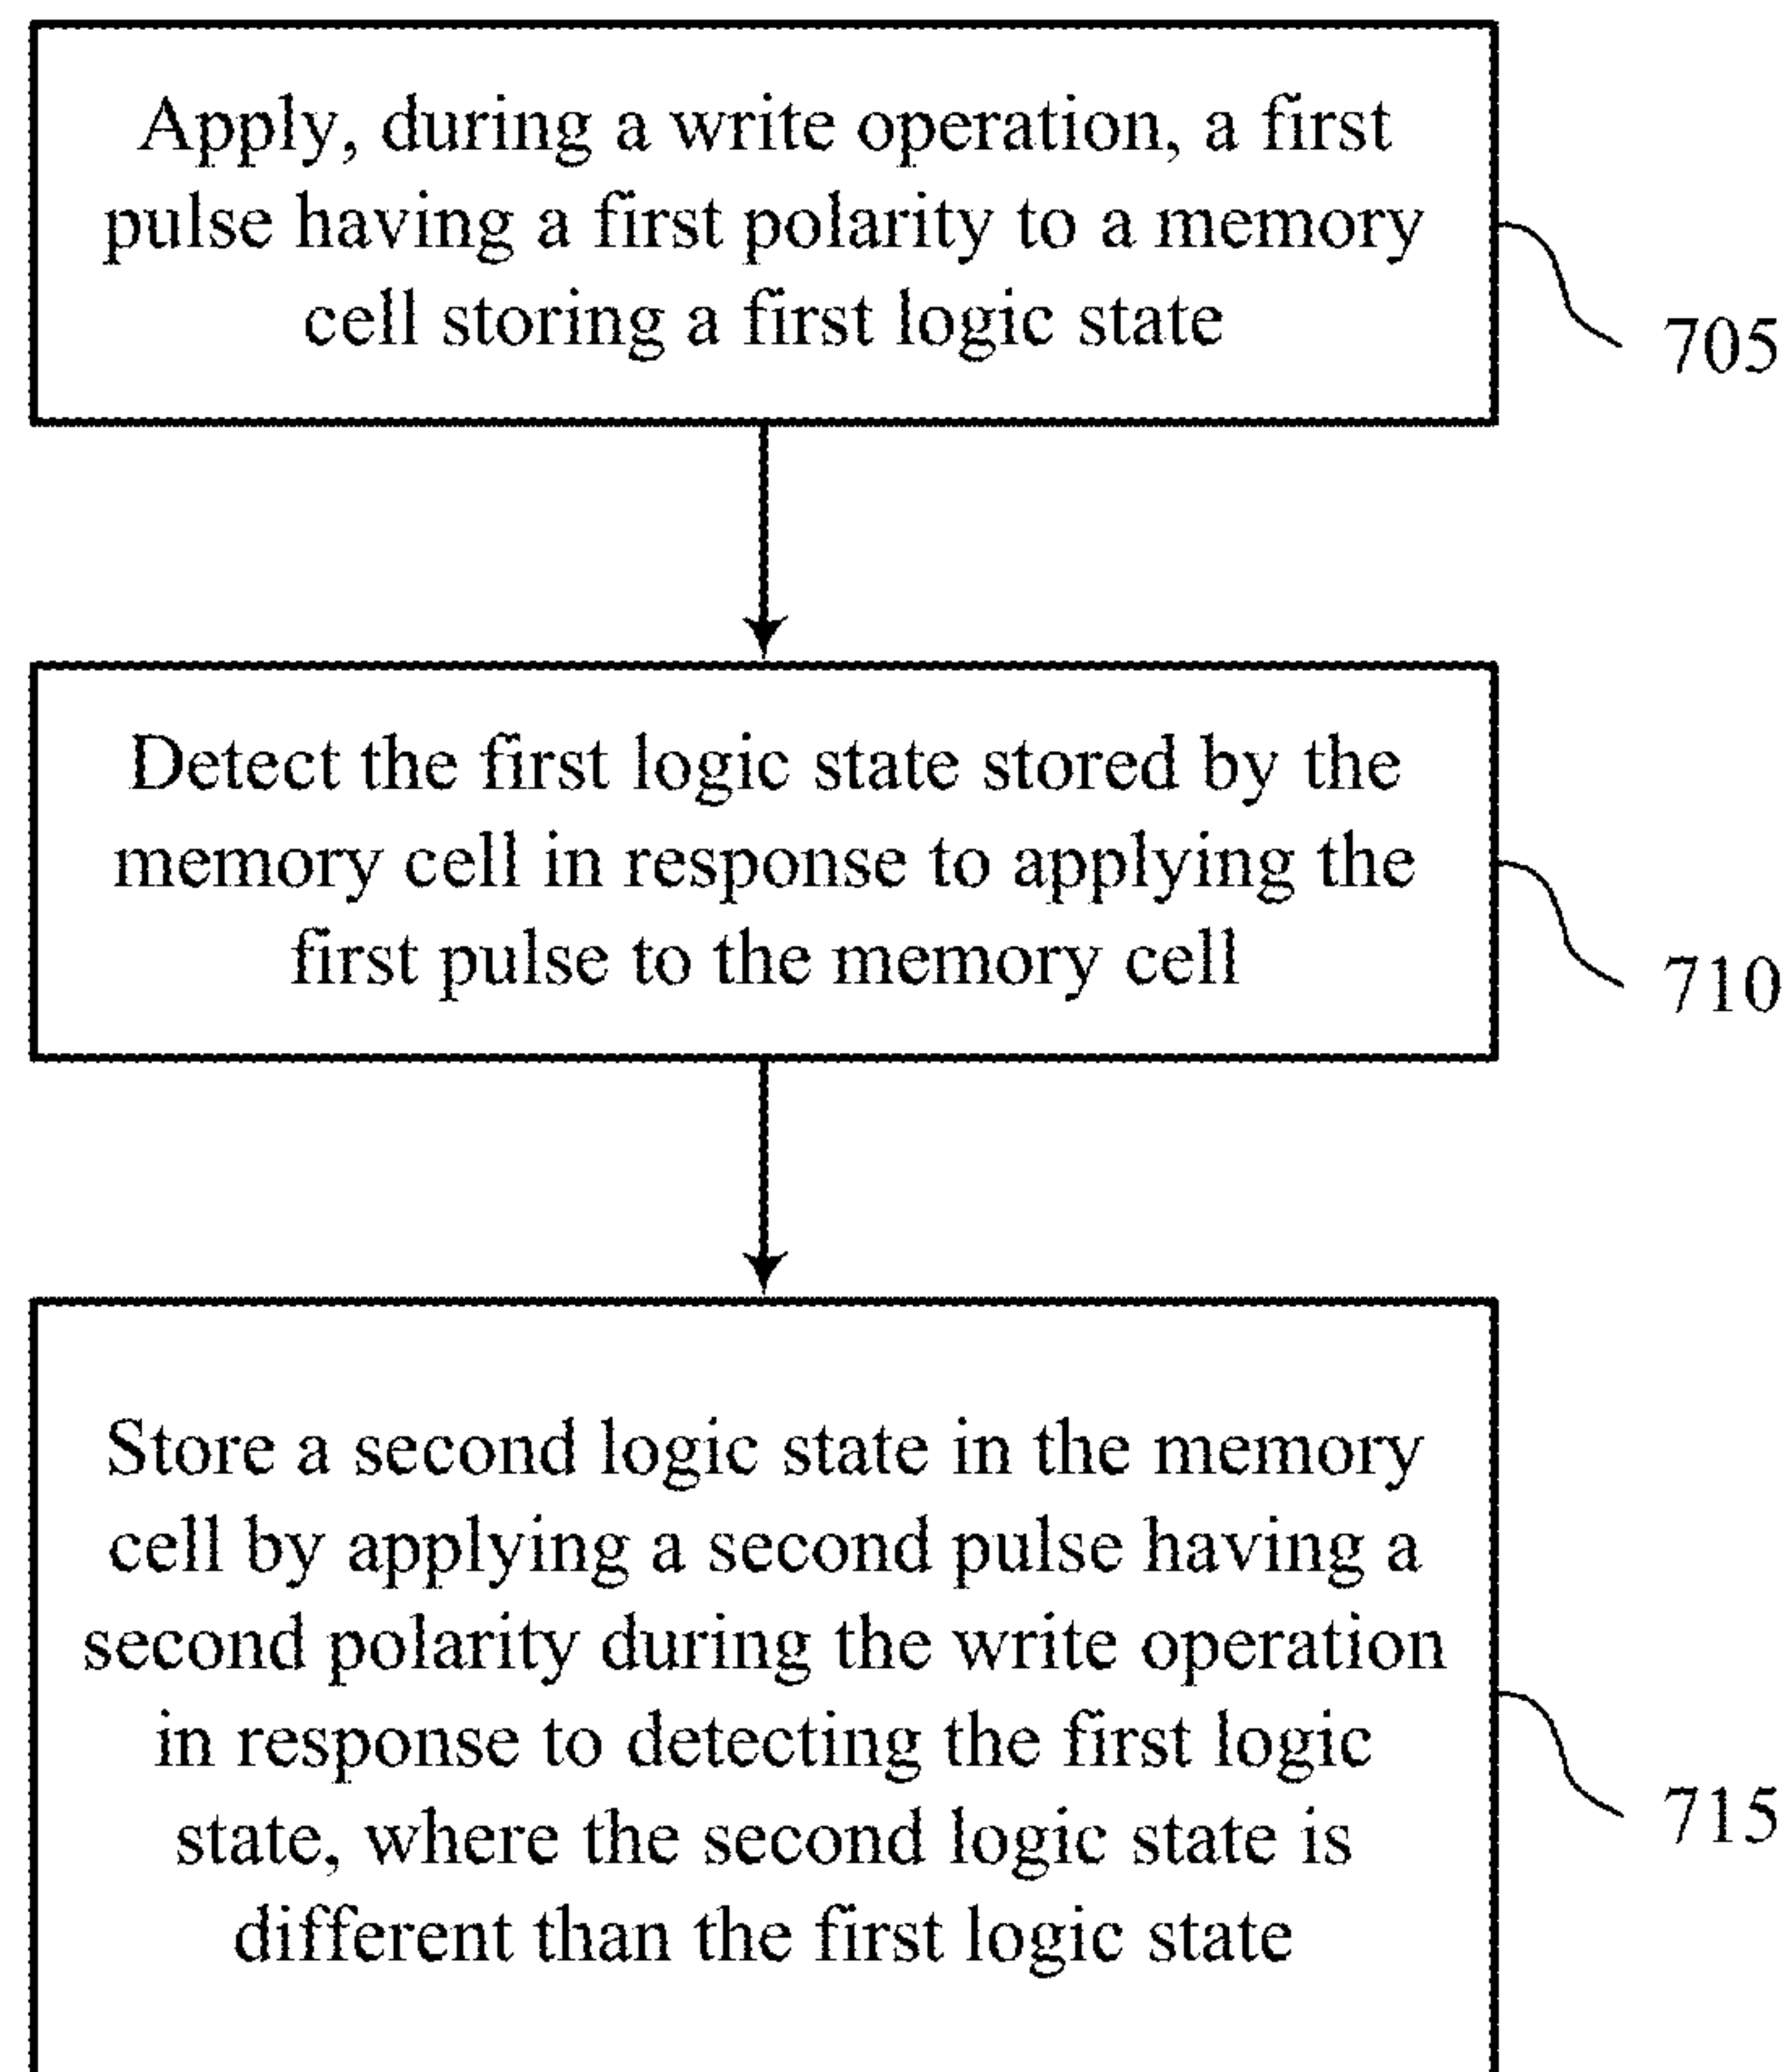 Apply, during a write operation, a first
pulse having a first polarity to a memory
cell storing a first logic state
705
Detect the first logic state stored by the
memory cell in response to applying the
first pulse to the memory cell
710
Store a second logic state in the memory
cell by applying a second pulse having a
second polarity during the write operation
in response to detecting the first logic
state, where the second logic state is
different than the first logic state
715